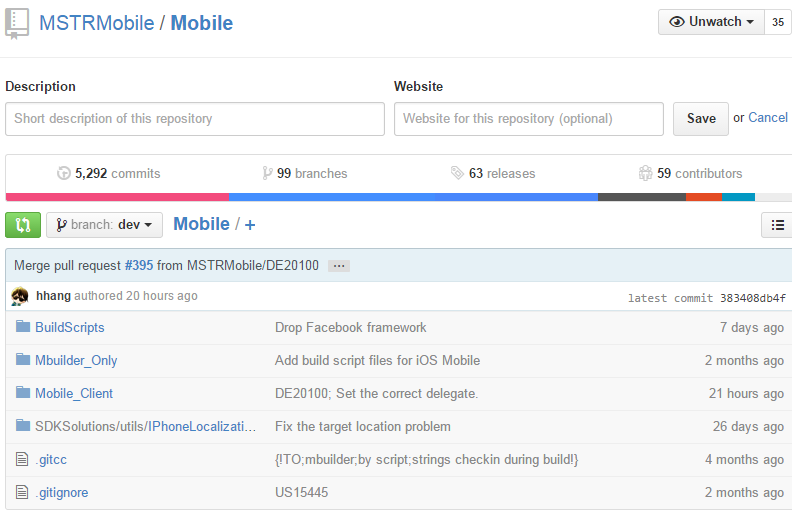 MSTRMobile / Mobile
Unwatch 35
Description Website
Short description of this repository Website for this repository (optional) Save or Cancel
5,292 commits 99 branches 63 releases 59 contributors
branch: dev Mobile / +
Merge pull request #395 from MSTRMobile/DE20100 ...
hhang authored 20 hours ago latest commit 383408db4f
BuildScripts Drop Facebook framework 7 days ago
Mbuilder_Only Add build script files for iOS Mobile 2 months ago
Mobile_Client DE20100; Set the correct delegate. 21 hours ago
SDKSolutions/utils/IPhoneLocalizati... Fix the target location problem 26 days ago
.gitcc {!TO;mbuilder;by script;strings checkin during build!} 4 months ago
.gitignore US15445 2 months ago